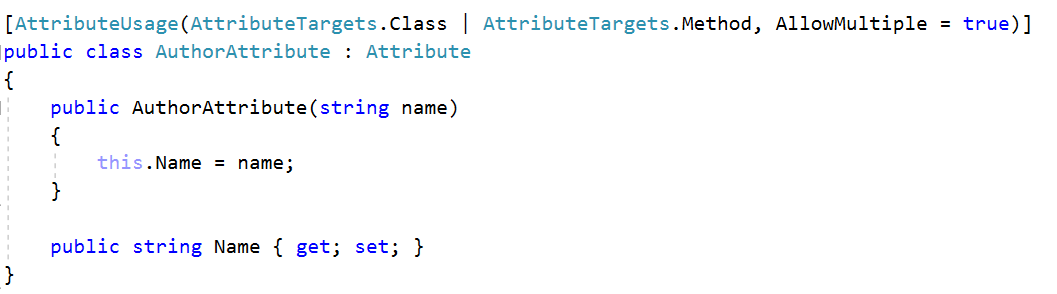 [AttributeUsage(AttributeTargets.Class | AttributeTargets.Method, AllowMultiple = true)]
public class AuthorAttribute : Attribute
{
    public AuthorAttribute(string name)
    {
        this.Name = name;
    }

    public string Name { get; set; }
}